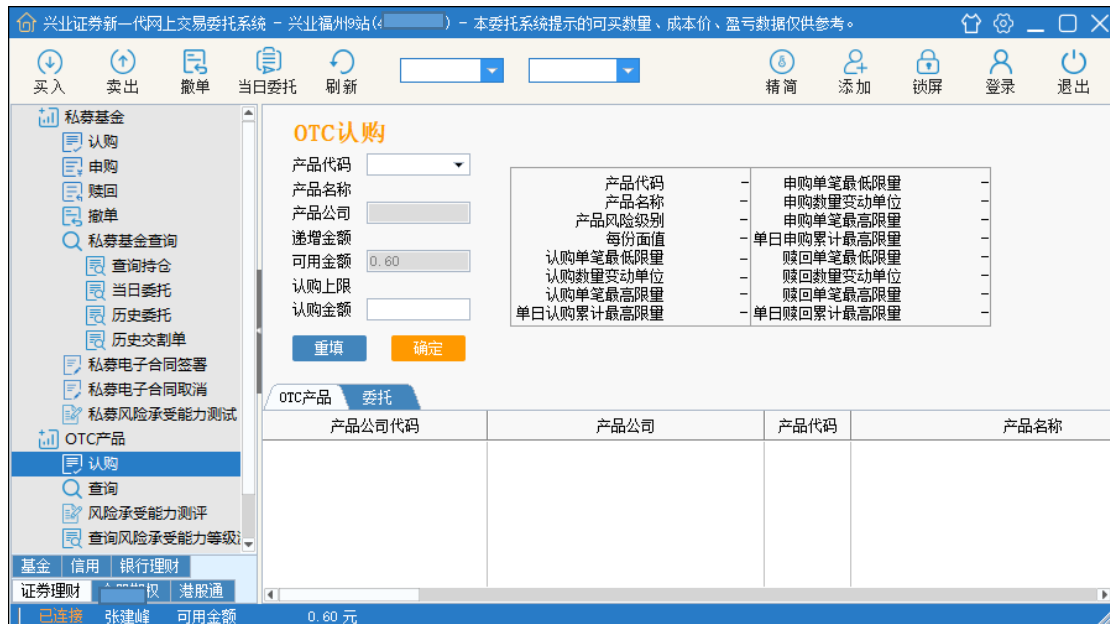 兴业证券新一代网上交易委托系统 - 兴业福州9站( ) - 本委托系统提示的可买数量、成本价、盈亏数据仅供参考。
买入 卖出 撤单 当日委托 刷新 精简 添加 锁屏 登录 退出
私募基金
认购
申购
赎回
撤单
私募基金查询
查询持仓
当日委托
历史委托
历史交割单
私募电子合同签署
私募电子合同取消
私募风险承受能力测试
OTC产品
认购
查询
风险承受能力测评
查询风险承受能力等级
基金 信用 银行理财
证券理财 权 港股通
OTC认购
产品代码
产品名称
产品公司
递增金额
可用金额 0.60
认购上限
认购金额
重填 确定
产品代码 - 申购单笔最低限量 -
产品名称 - 申购数量变动单位 -
产品风险级别 - 申购单笔最高限量 -
每份面值 - 单日申购累计最高限量 -
认购单笔最低限量 - 赎回单笔最低限量 -
认购数量变动单位 - 赎回数量变动单位 -
认购单笔最高限量 - 赎回单笔最高限量 -
单日认购累计最高限量 - 单日赎回累计最高限量 -
OTC产品 委托
产品公司代码 产品公司 产品代码 产品名称
已连接 张建峰 可用金额 0.60 元